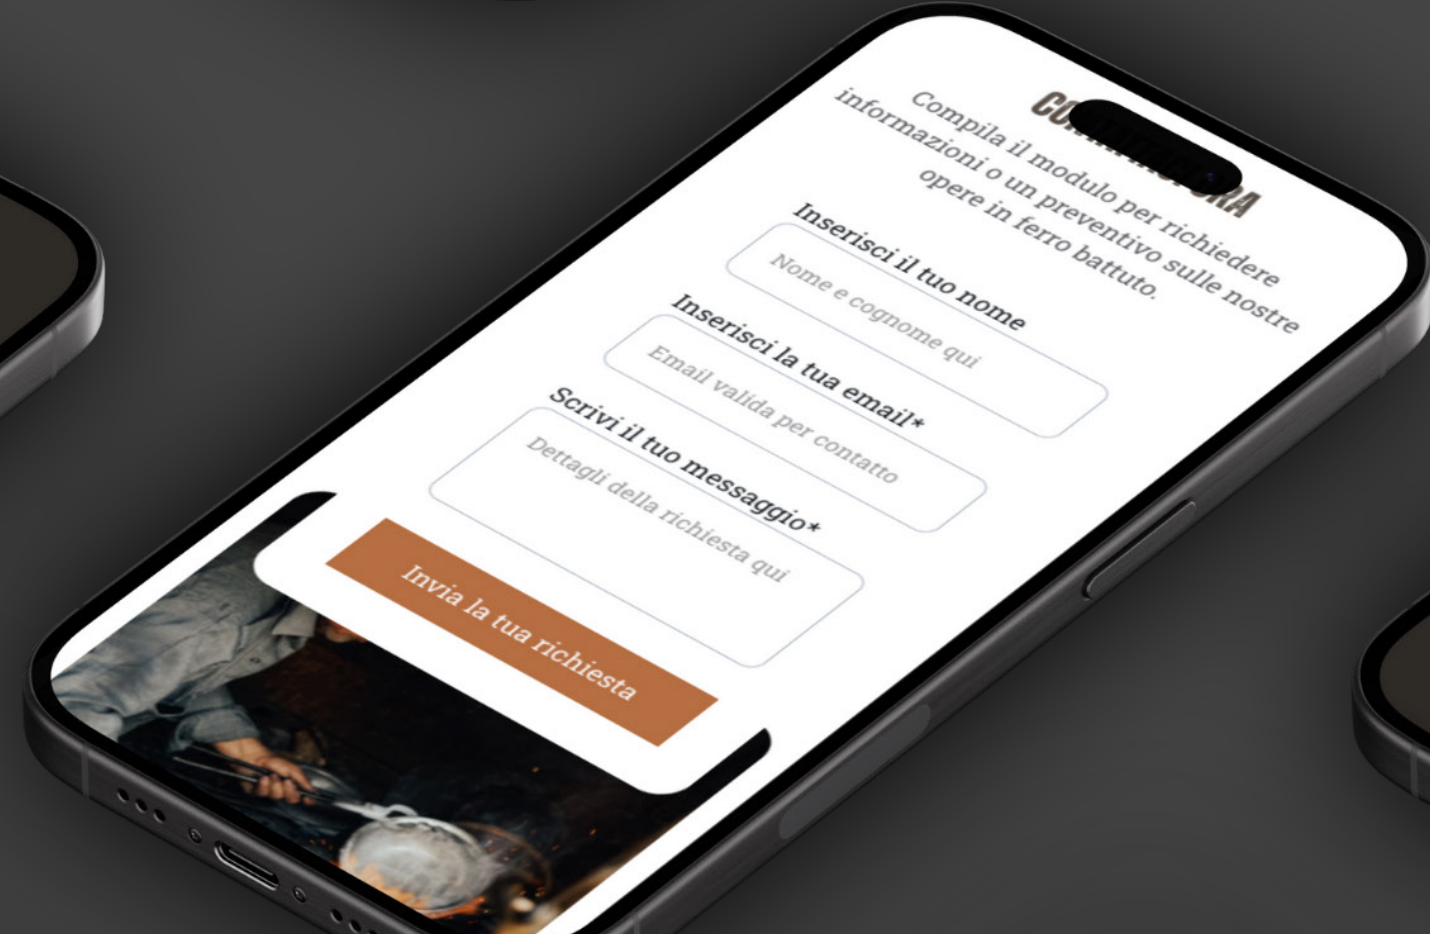 Compila il modulo per richiedere
informazioni o un preventivo sulle nostre
opere in ferro battuto.
Inserisci il tuo nome
Nome e cognome qui
Inserisci la tua email*
Email valida per contatto
Scrivi il tuo messaggio*
Dettagli della richiesta qui
Invia la tua richiesta